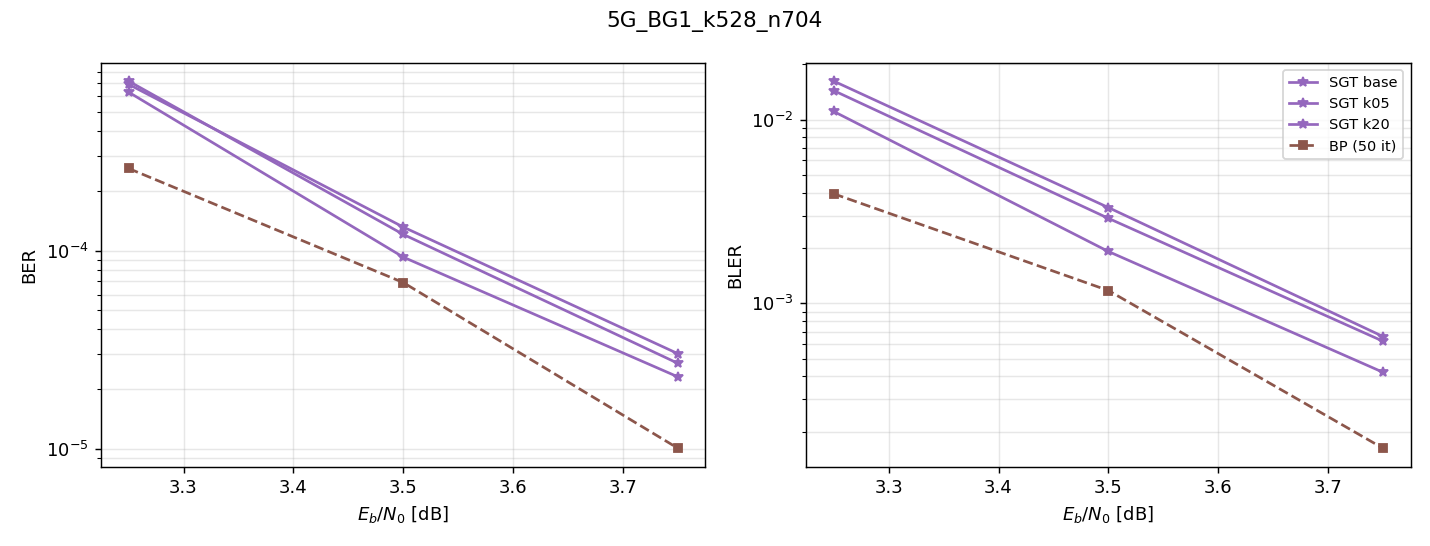 5G_BG1_k528_n704
BER
10⁻⁴
10⁻⁵
3.3 3.4 3.5 3.6 3.7
E_b/N_0 [dB]
BLER
10⁻²
10⁻³
3.3 3.4 3.5 3.6 3.7
E_b/N_0 [dB]
SGT base
SGT k05
SGT k20
BP (50 it)